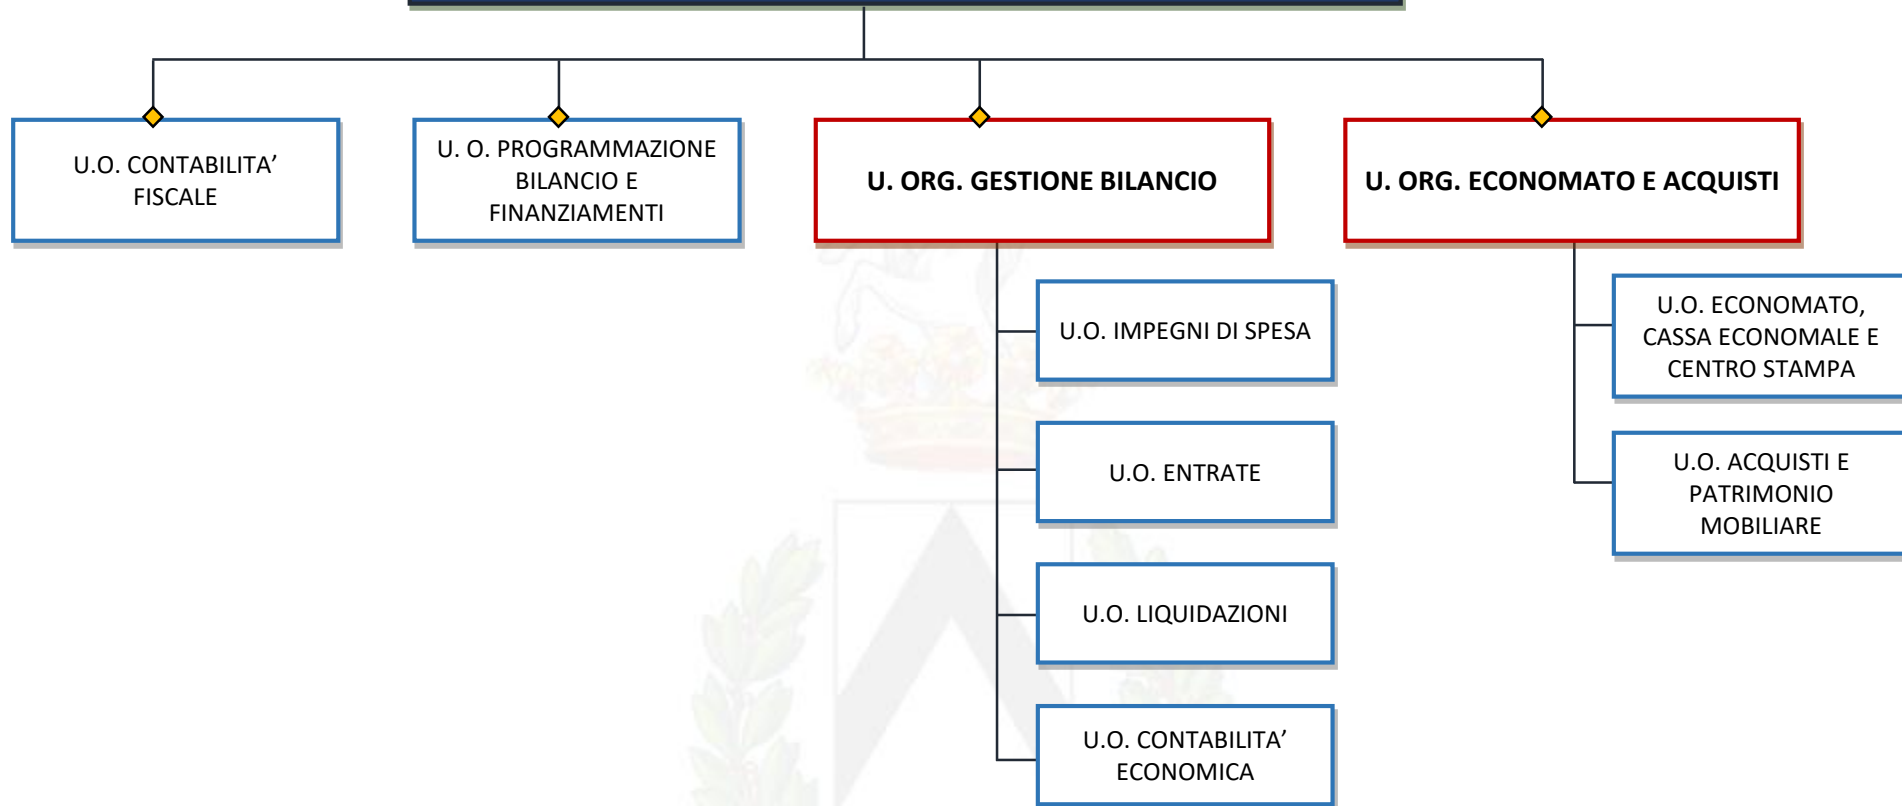 U.O. CONTABILITA’
FISCALE
U. O. PROGRAMMAZIONE
BILANCIO E
FINANZIAMENTI
U. ORG. GESTIONE BILANCIO
U. ORG. ECONOMATO E ACQUISTI
U.O. IMPEGNI DI SPESA
U.O. ENTRATE
U.O. LIQUIDAZIONI
U.O. CONTABILITA’
ECONOMICA
U.O. ECONOMATO,
CASSA ECONOMALE E
CENTRO STAMPA
U.O. ACQUISTI E
PATRIMONIO
MOBILIARE